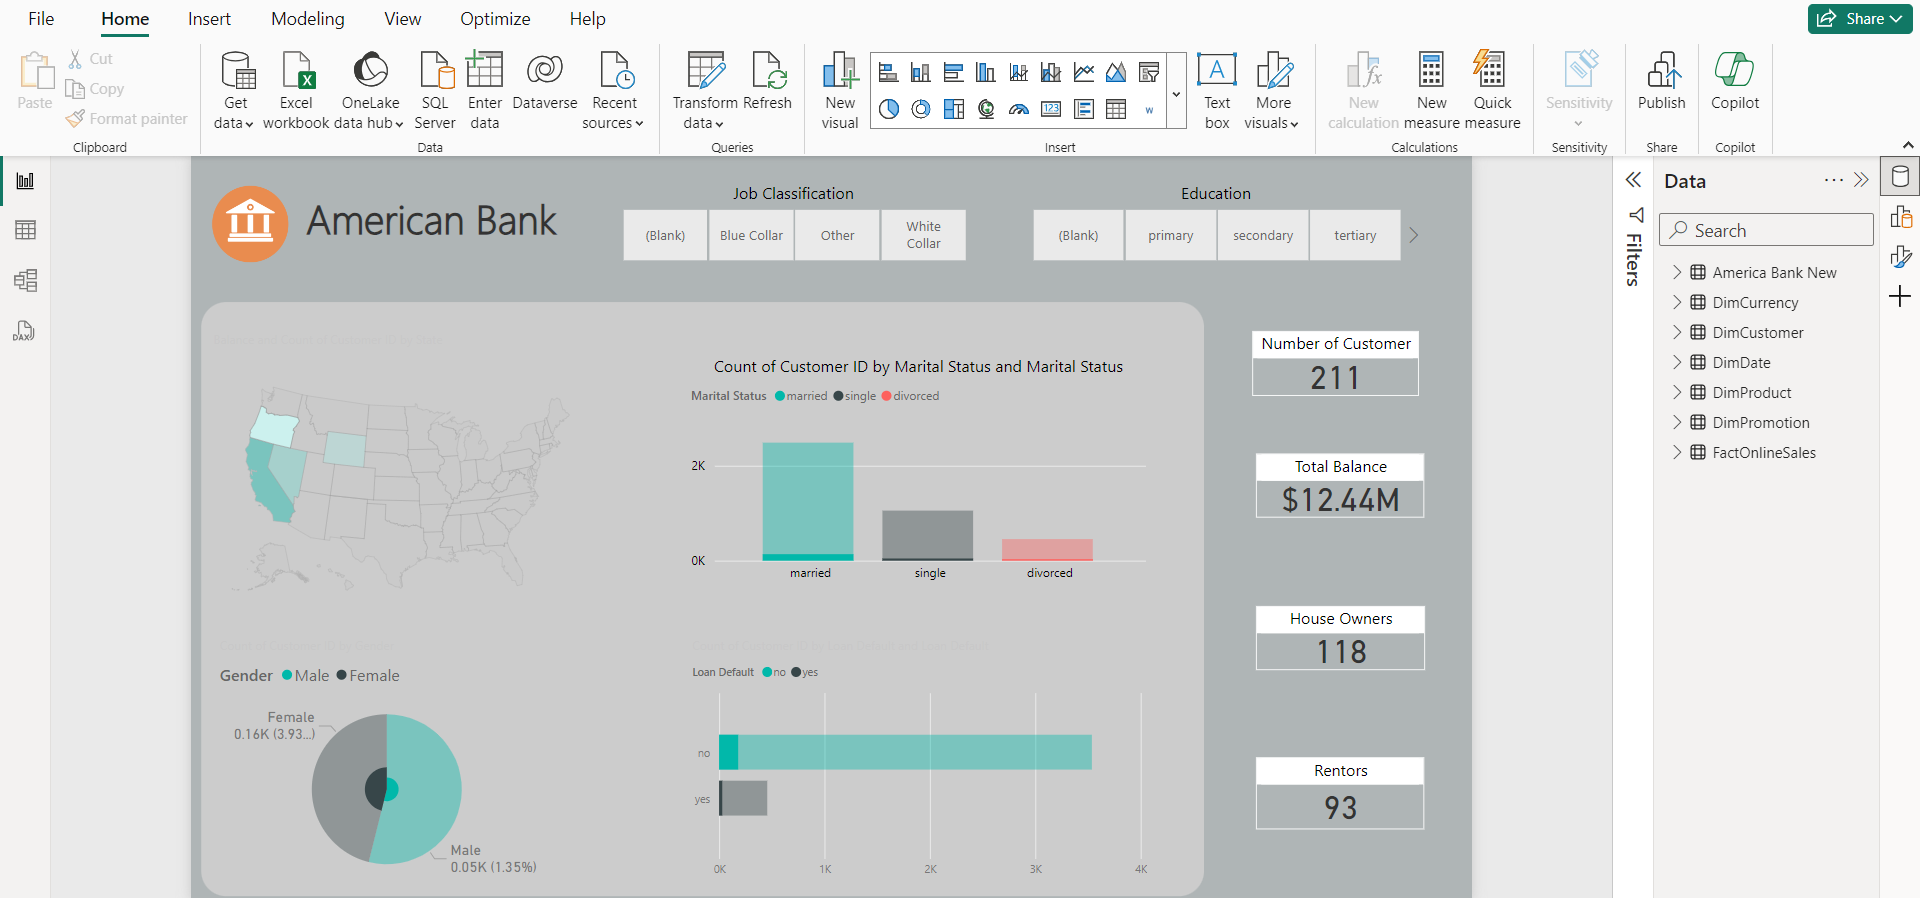 File Home Insert Modeling View Optimize Help Share
Paste
Cut
Copy
Format painter
Clipboard
Get data
Excel workbook
OneLake data hub
SQL Server
Enter data
Dataverse
Recent sources
Data
Transform data
Refresh
Queries
New visual
123
W
A
Text box
More visuals
Insert
fx
New calculation
New measure
Quick measure
Calculations
Sensitivity
Sensitivity
Publish
Share
Copilot
Copilot
DAX
American Bank
Job Classification
(Blank) Blue Collar Other White Collar
Education
(Blank) primary secondary tertiary
Count of Customer ID by Marital Status and Marital Status
Marital Status married single divorced
2K
0K
married single divorced
Gender Male Female
Female
0.16K (3.93...)
Male
0.05K (1.35%)
Loan Default no yes
no
yes
0K 1K 2K 3K 4K
Number of Customer
211
Total Balance
$12.44M
House Owners
118
Rentors
93
Filters
Data
Search
America Bank New
DimCurrency
DimCustomer
DimDate
DimProduct
DimPromotion
FactOnlineSales